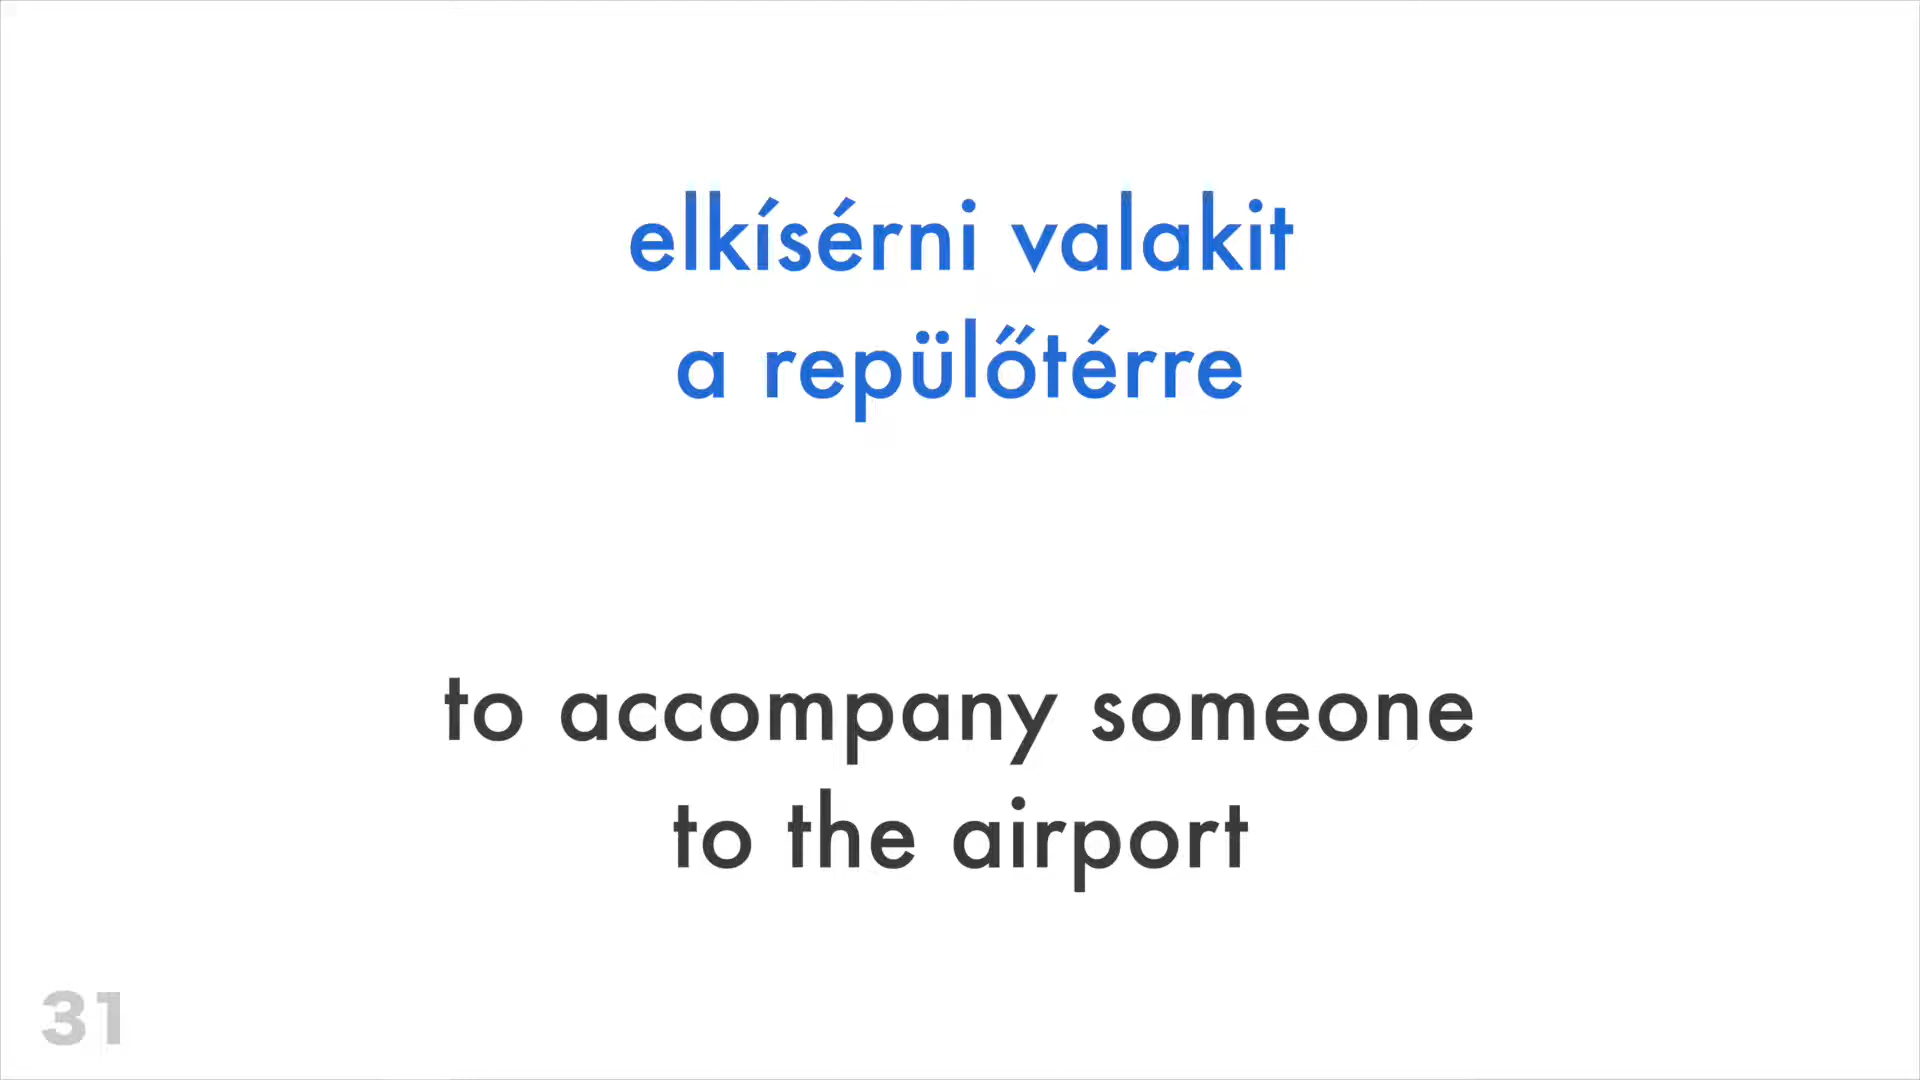 elkísérni valakit
a repülőtérre
to accompany someone
to the airport
31